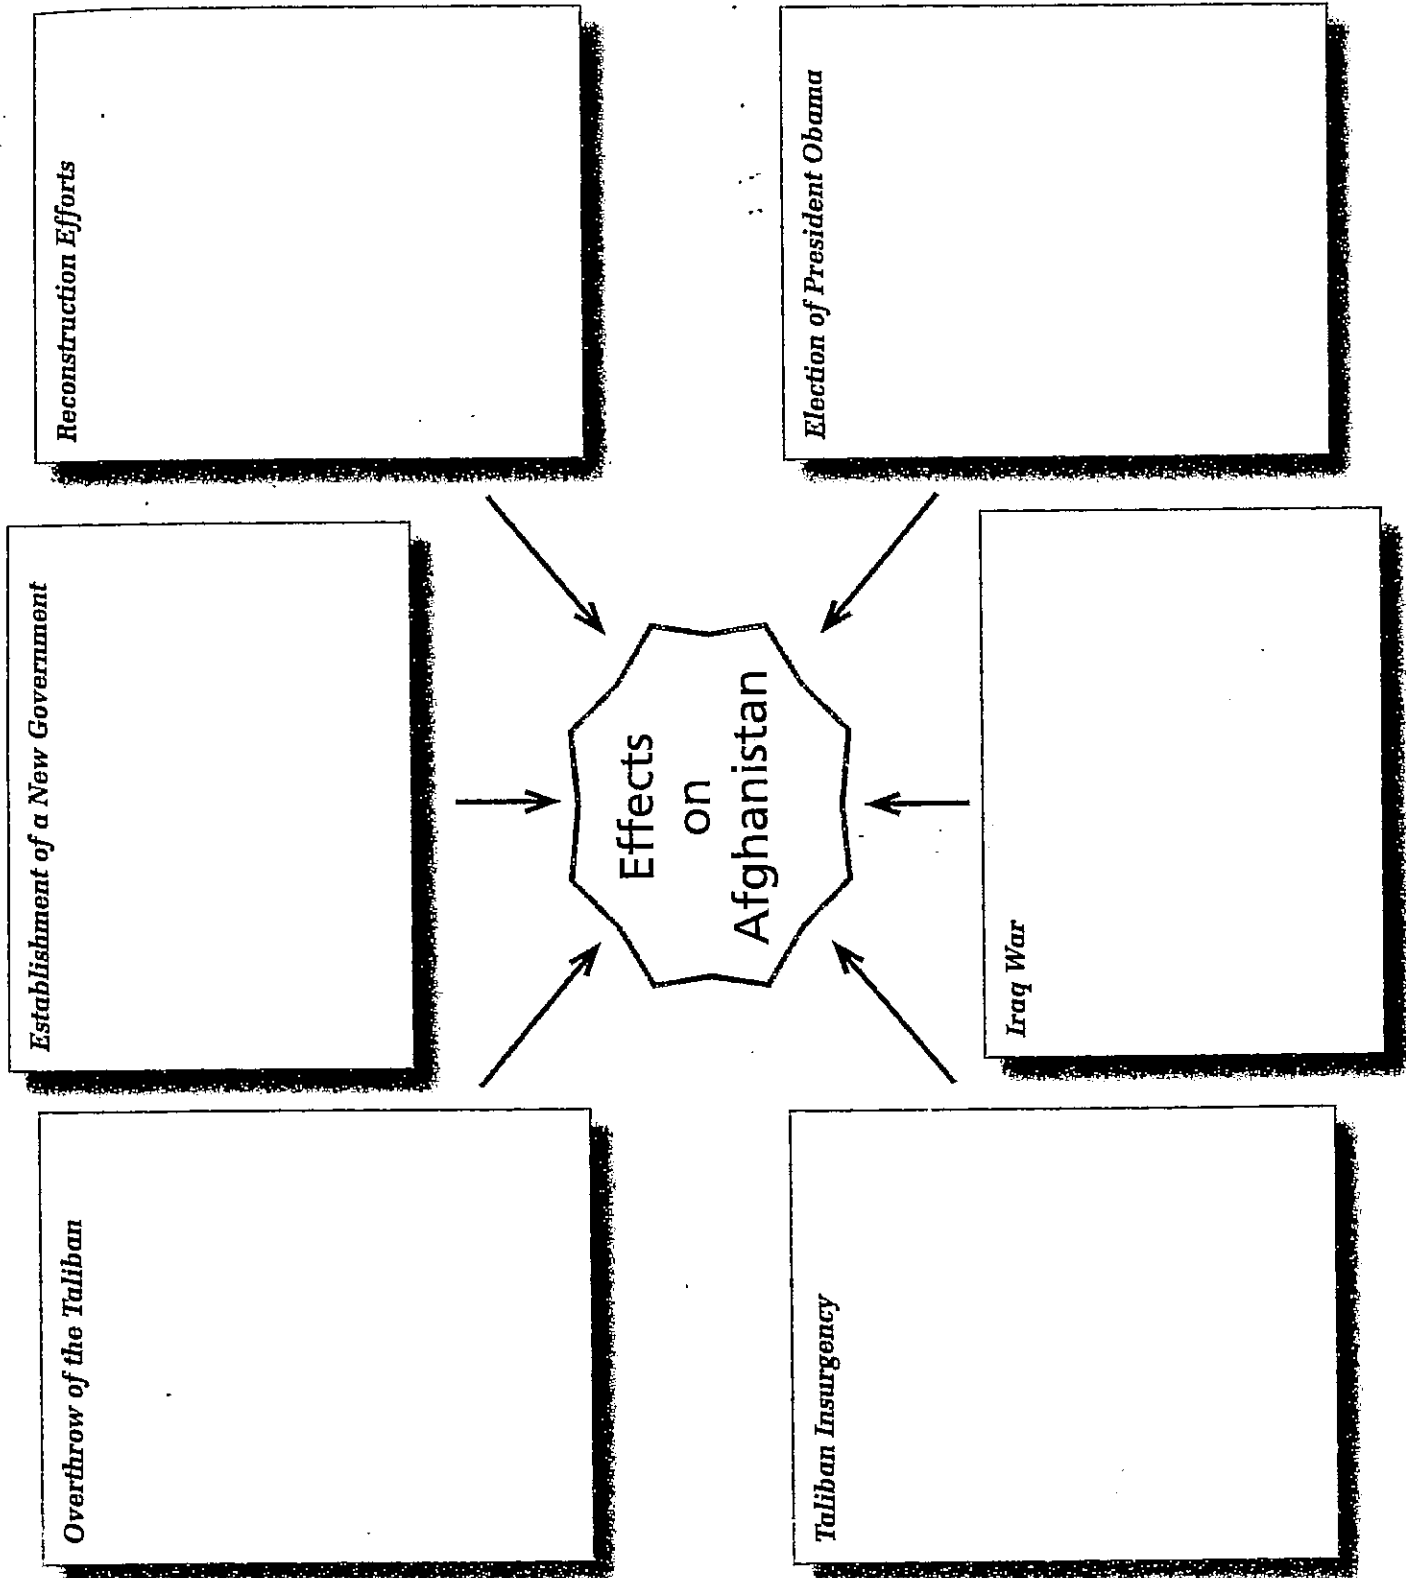 Overthrow of the Taliban
Establishment of a New Government
Reconstruction Efforts
Effects
on
Afghanistan
Taliban Insurgency
Iraq War
Election of President Obama